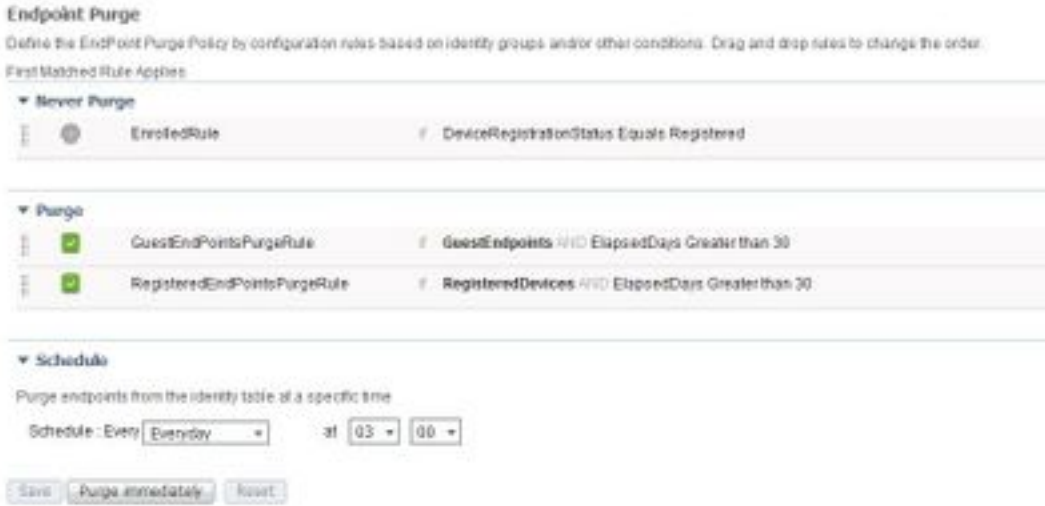 Endpoint Purge
Define the EndPoint Purge Policy by configuration rules based on identity groups and/or other conditions. Drag and drop rules to change the order.
First Matched Rule Applies
Never Purge
EnrolledRule if DeviceRegistrationStatus Equals Registered
Purge
GuestEndPointsPurgeRule if GuestEndpoints AND ElapsedDays Greater than 30
RegisteredEndPointsPurgeRule if RegisteredDevices AND ElapsedDays Greater than 30
Schedule
Purge endpoints from the identity table at a specific time
Schedule : Every Everyday at 03 00
Save Purge immediately Reset